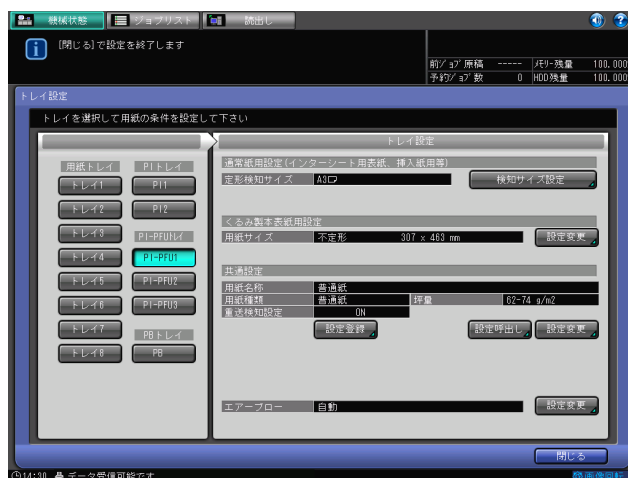 機械状態 ジョブリスト 読出し
[閉じる]で設定を終了します
前ｼﾞｮﾌﾞ原稿 ----- ﾒﾓﾘｰ残量 100.000
予約ｼﾞｮﾌﾞ数 0 HDD残量 100.000
トレイ設定
トレイを選択して用紙の条件を設定して下さい
用紙トレイ PIトレイ
トレイ1 PI1
トレイ2 PI2
トレイ3 PI-PFUﾄﾚｲ
トレイ4 PI-PFU1
トレイ5 PI-PFU2
トレイ6 PI-PFU3
トレイ7 PBトレイ
トレイ8 PB
トレイ設定
通常紙用設定(インターシート用表紙、挿入紙用等)
定形検知サイズ A3 検知サイズ設定
くるみ製本表紙用設定
用紙サイズ 不定形 307 x 463 mm 設定変更
共通設定
用紙名称 普通紙
用紙種類 普通紙 坪量 62-74 g/m2
重送検知設定 ON
設定登録 設定呼出し 設定変更
エアーブロー 自動 設定変更
閉じる
14:30 データ受信可能です 画像回転